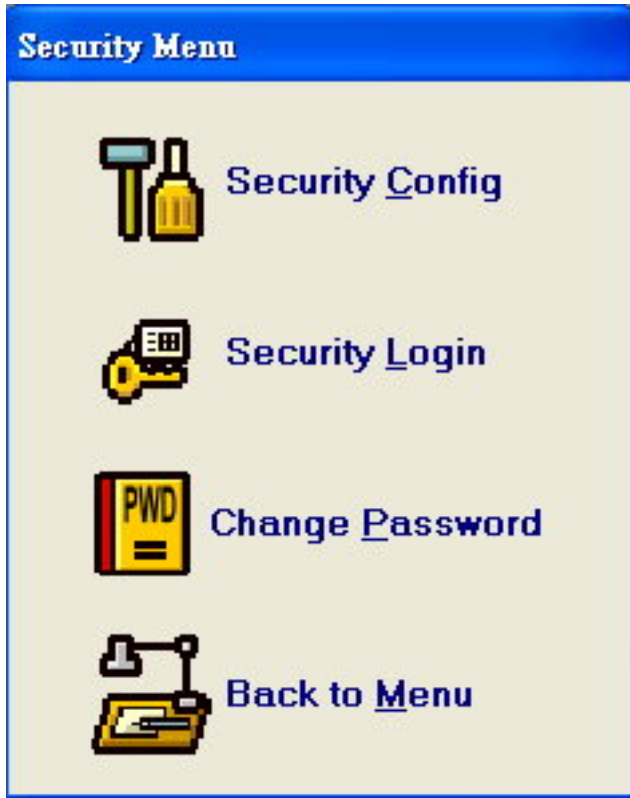 Security Menu
Security Config
Security Login
PWD
Change Password
Back to Menu